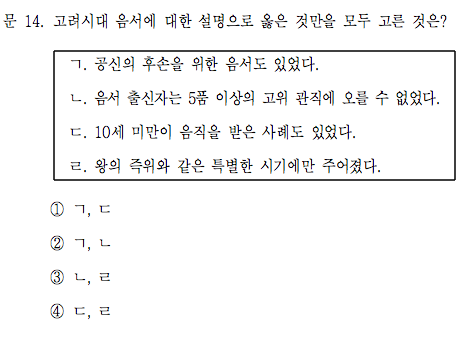 문 14. 고려시대 음서에 대한 설명으로 옳은 것만을 모두 고른 것은?
ㄱ. 공신의 후손을 위한 음서도 있었다.
ㄴ. 음서 출신자는 5품 이상의 고위 관직에 오를 수 없었다.
ㄷ. 10세 미만이 음직을 받은 사례도 있었다.
ㄹ. 왕의 즉위와 같은 특별한 시기에만 주어졌다.
① ㄱ, ㄷ
② ㄱ, ㄴ
③ ㄴ, ㄹ
④ ㄷ, ㄹ